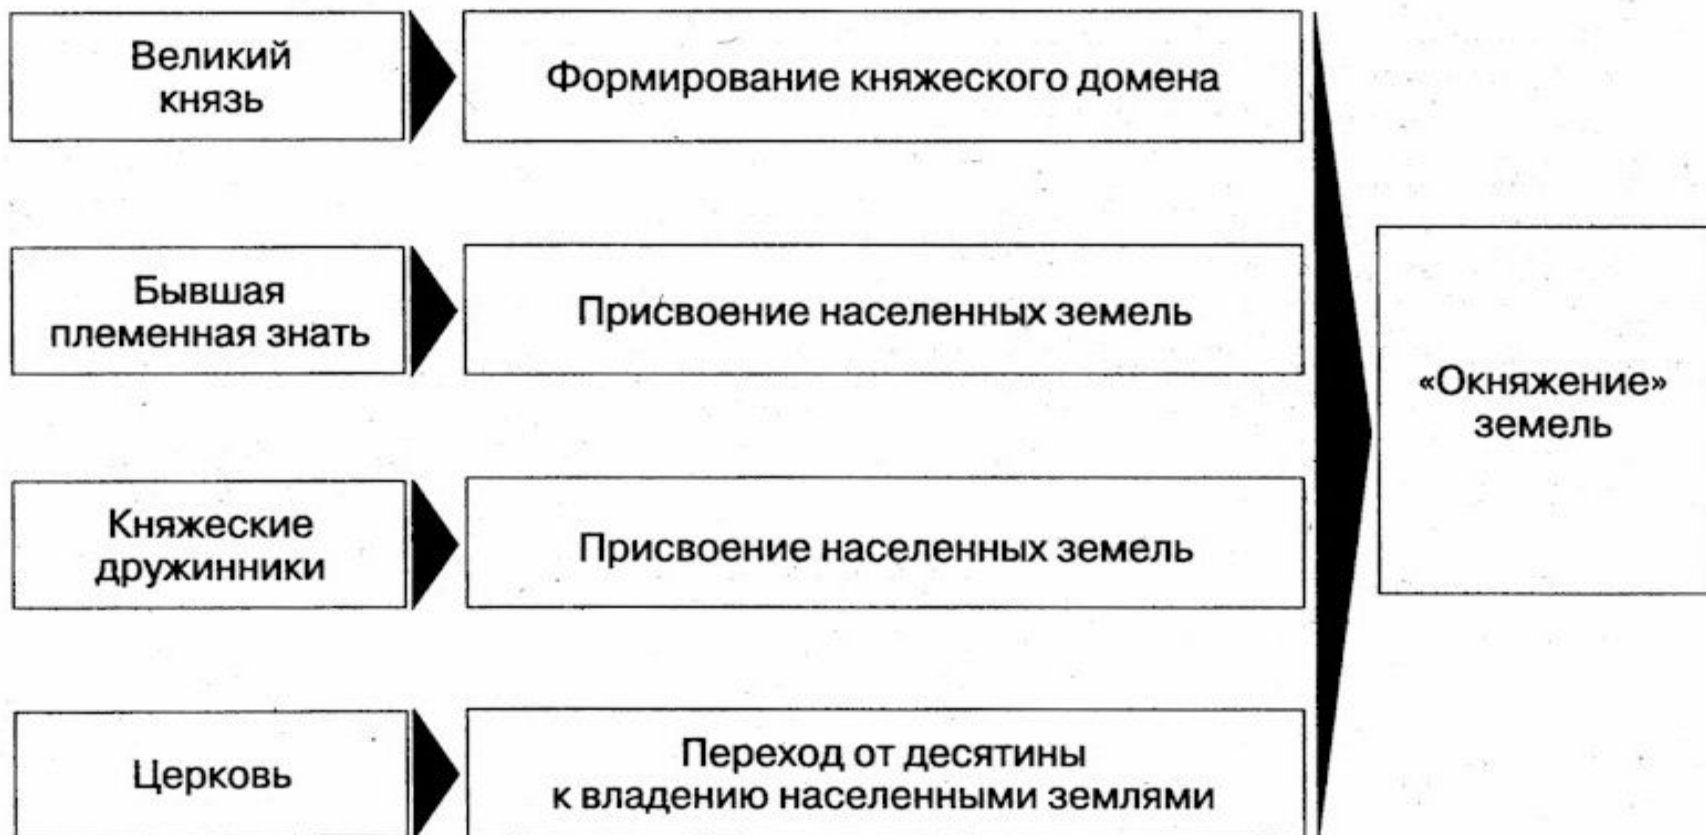 Великий
князь
Формирование княжеского домена
Бывшая
племенная знать
Присвоение населенных земель
Княжеские
дружинники
Присвоение населенных земель
Церковь
Переход от десятины
к владению населенными землями
«Окняжение»
земель